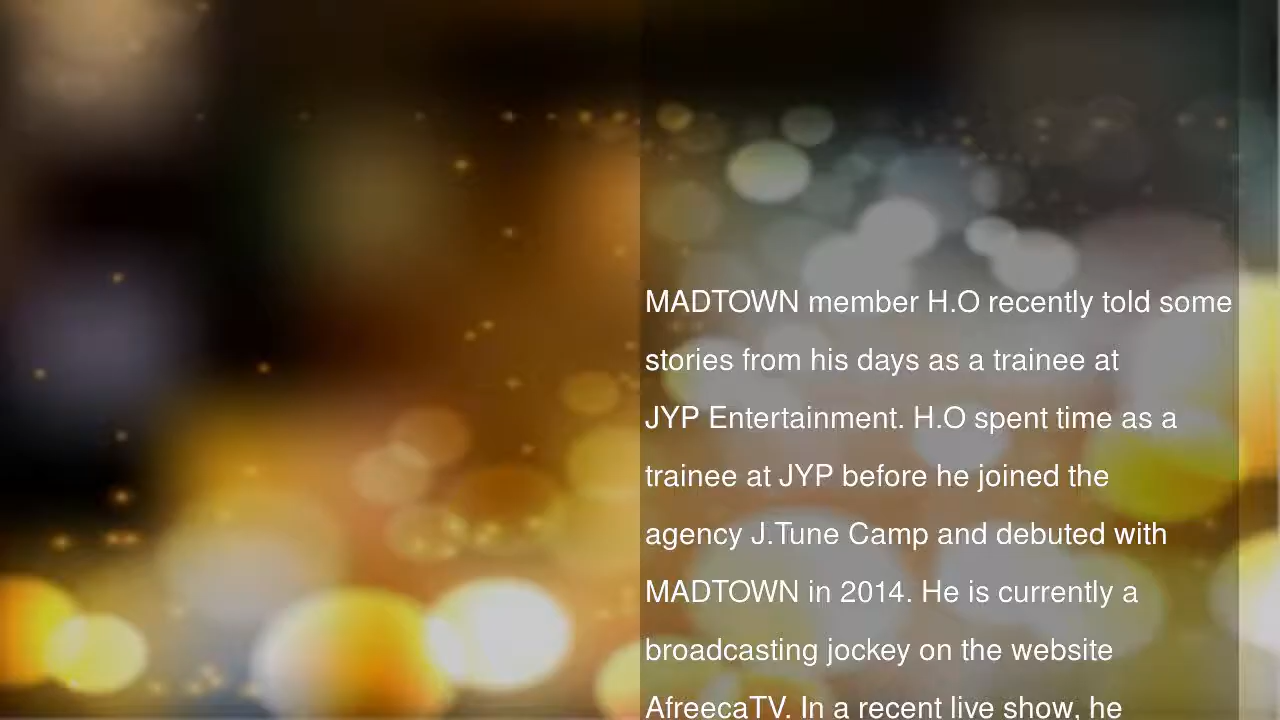 MADTOWN member H.O recently told some
stories from his days as a trainee at
JYP Entertainment. H.O spent time as a
trainee at JYP before he joined the
agency J.Tune Camp and debuted with
MADTOWN in 2014. He is currently a
broadcasting jockey on the website
AfreecaTV. In a recent live show, he